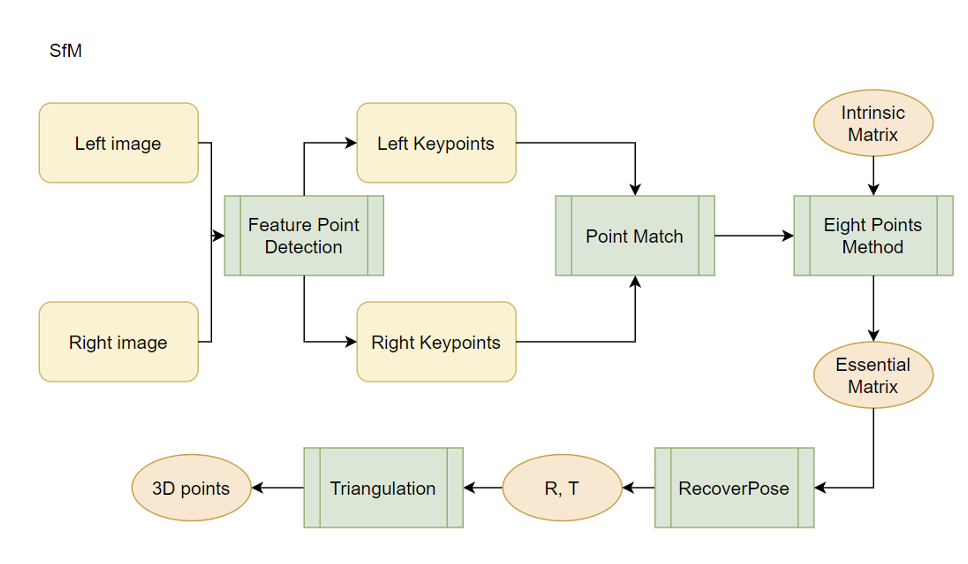 SfM
Left image
Left Keypoints
Intrinsic
Matrix
Feature Point
Detection
Point Match
Eight Points
Method
Right image
Right Keypoints
Essential
Matrix
3D points
Triangulation
R, T
RecoverPose